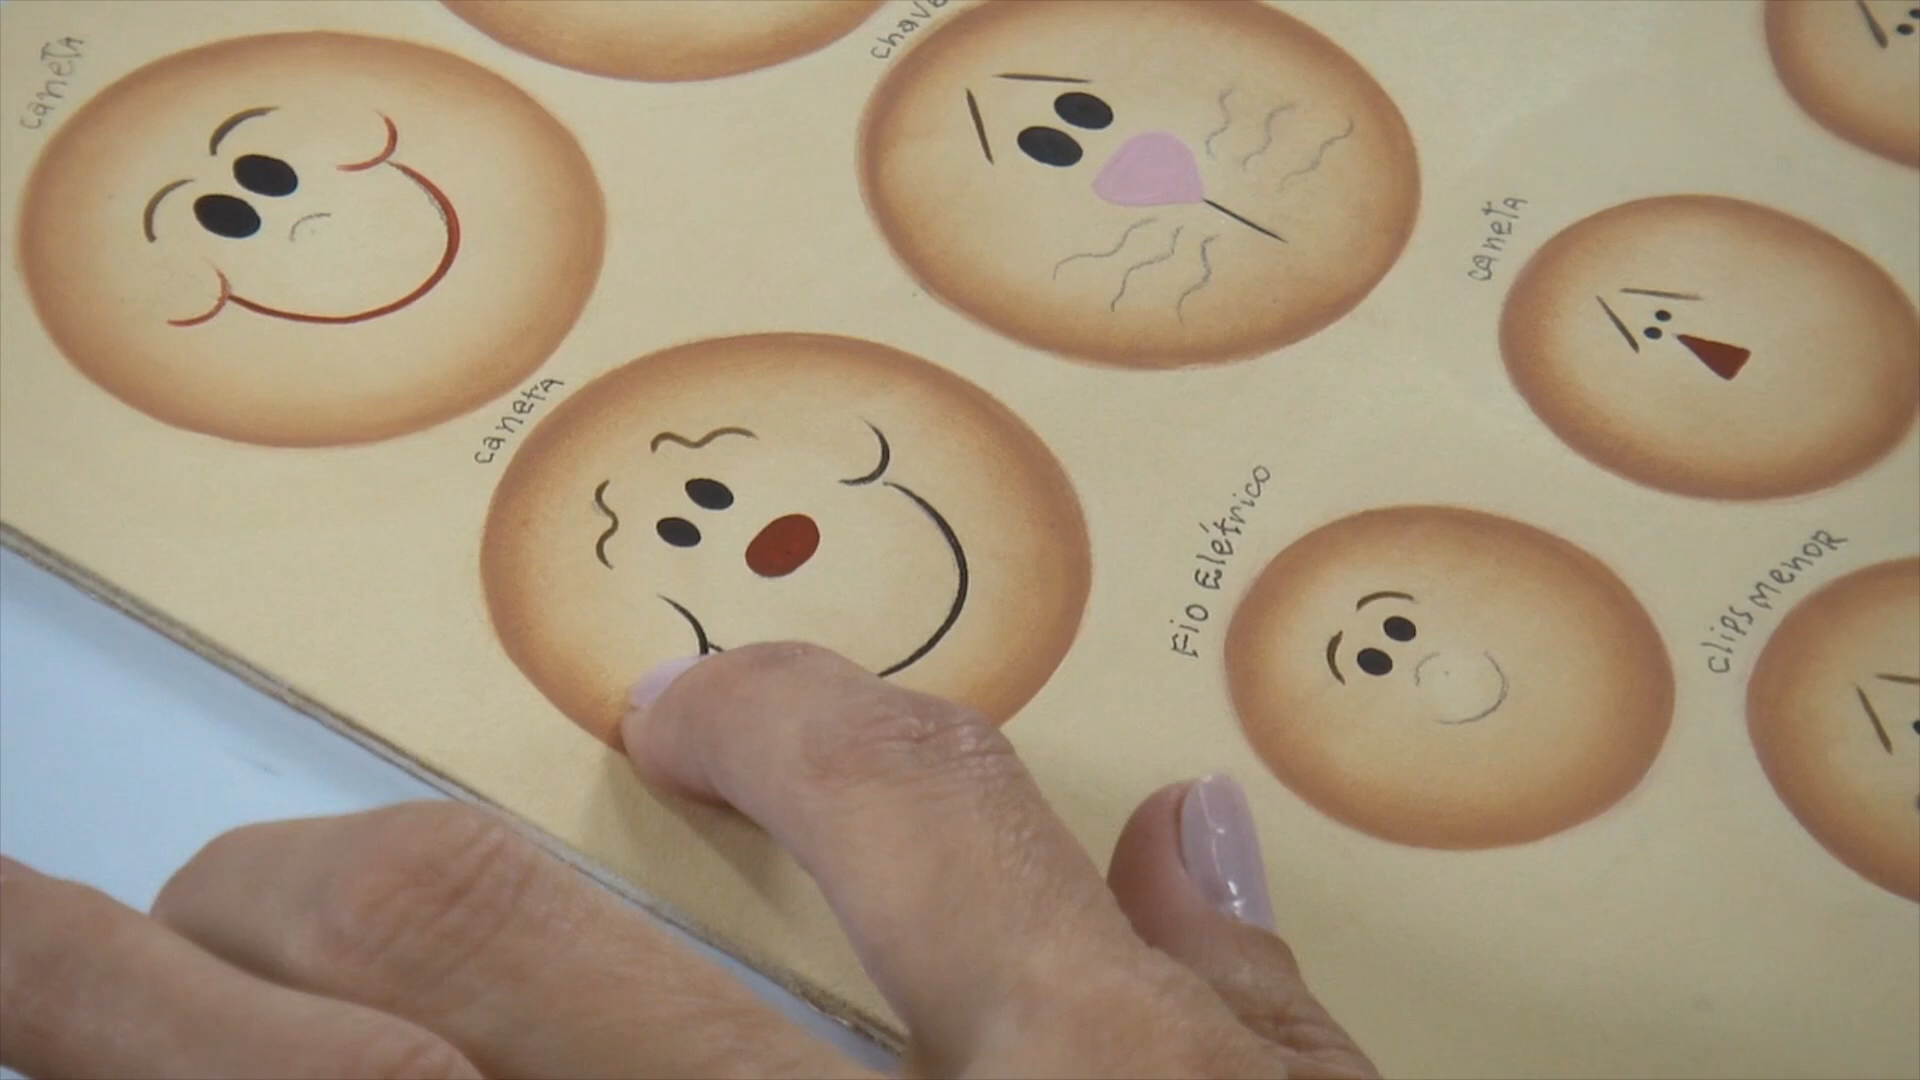 caneta
chave
caneta
caneta
Fio Elétrico
clips menor